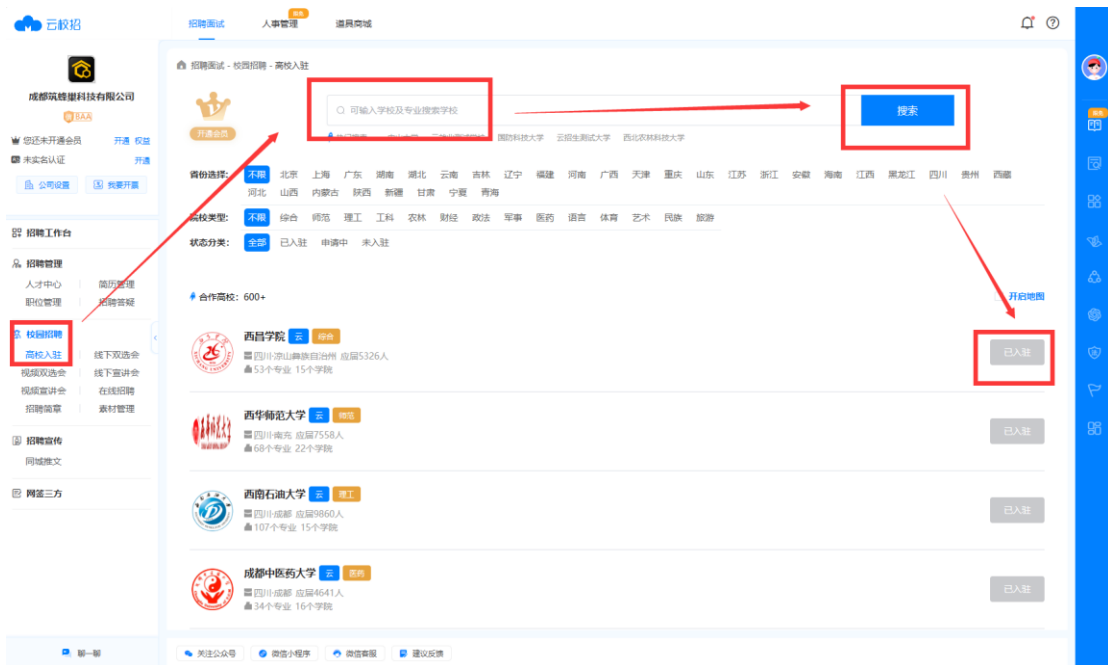 云校招
招聘面试 人事管理 道具商城
成都筑蜂巢科技有限公司
您还未开通会员 开通 权益
未实名认证 开通
公司设置 我要开票
招聘工作台
招聘管理
人才中心 简历管理
职位管理 招聘答疑
校园招聘
高校入驻 线下双选会
视频双选会 线下宣讲会
视频宣讲会 在线招聘
招聘简章 素材管理
招聘宣传
同城推文
网签三方
聊一聊
招聘面试 - 校园招聘 - 高校入驻
开通会员
可输入学校及专业搜索学校 搜索
国防科技大学 云招生测试大学 西北农林科技大学
省份选择: 不限 北京 上海 广东 湖南 湖北 云南 吉林 辽宁 福建 河南 广西 天津 重庆 山东 江苏 浙江 安徽 海南 江西 黑龙江 四川 贵州 西藏
河北 山西 内蒙古 陕西 新疆 甘肃 宁夏 青海
院校类型: 不限 综合 师范 理工 工科 农林 财经 政法 军事 医药 语言 体育 艺术 民族 旅游
状态分类: 全部 已入驻 申请中 未入驻
合作高校: 600+ 开启地图
西昌学院 云 综合
四川·凉山彝族自治州 应届5326人 已入驻
53个专业 15个学院
西华师范大学 云 师范
四川·南充 应届7558人 已入驻
68个专业 22个学院
西南石油大学 云 理工
四川·成都 应届9860人 已入驻
107个专业 15个学院
成都中医药大学 云 医药
四川·成都 应届4641人 已入驻
34个专业 16个学院
关注公众号 微信小程序 微信客服 建议反馈